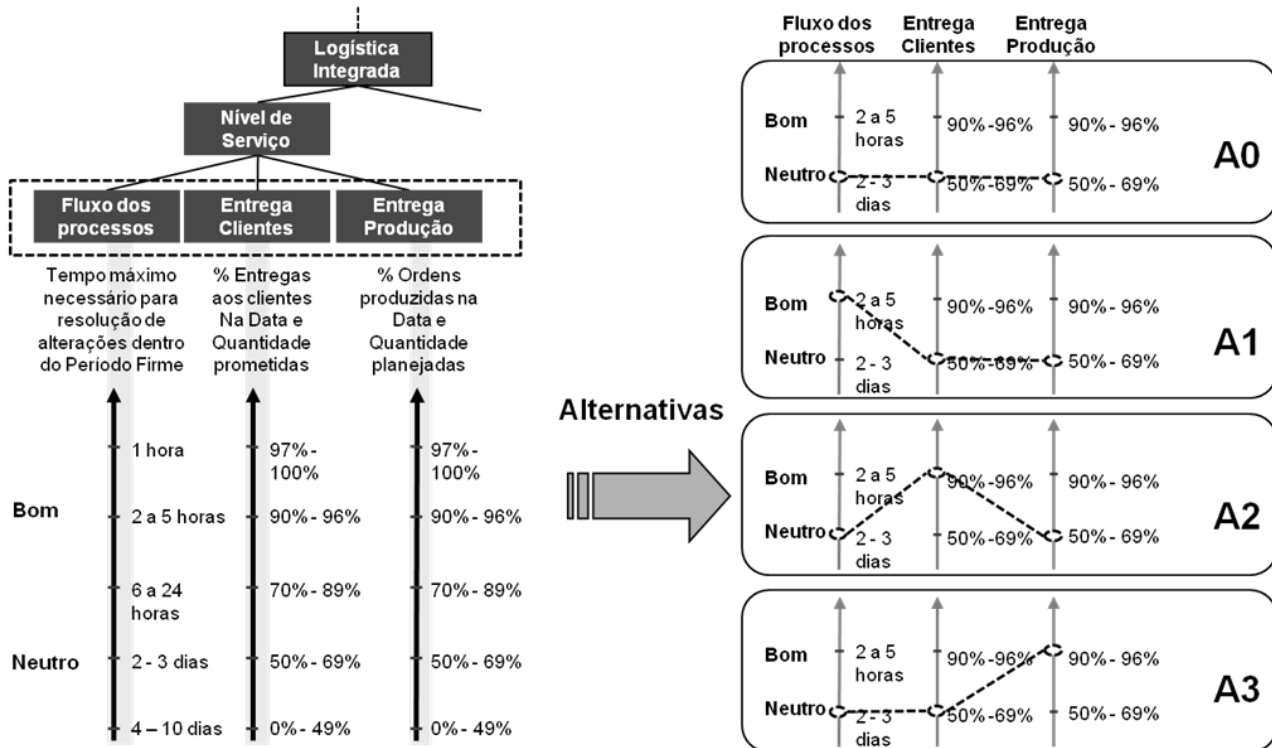 Logística
Integrada
Nível de
Serviço
Fluxo dos
processos
Entrega
Clientes
Entrega
Produção
Tempo máximo
necessário para
resolução de
alterações dentro
do Período Firme
% Entregas
aos clientes
Na Data e
Quantidade
prometidas
% Ordens
produzidas na
Data e
Quantidade
planejadas
Bom
Neutro
1 hora
2 a 5 horas
6 a 24
horas
2 - 3 dias
4 – 10 dias
97% -
100%
90% - 96%
70% - 89%
50% - 69%
0% - 49%
97% -
100%
90% - 96%
70% - 89%
50% - 69%
0% - 49%
Alternativas
Fluxo dos
processos
Entrega
Clientes
Entrega
Produção
Bom
2 a 5
horas
90% -96%
90% - 96%
Neutro
2 - 3
dias
50% -69%
50% - 69%
A0
Bom
2 a 5
horas
90% -96%
90% - 96%
Neutro
2 - 3
dias
50% -69%
50% - 69%
A1
Bom
2 a 5
horas
90% -96%
90% - 96%
Neutro
2 - 3
dias
50% -69%
50% - 69%
A2
Bom
2 a 5
horas
90% -96%
90% - 96%
Neutro
2 - 3
dias
50% -69%
50% - 69%
A3